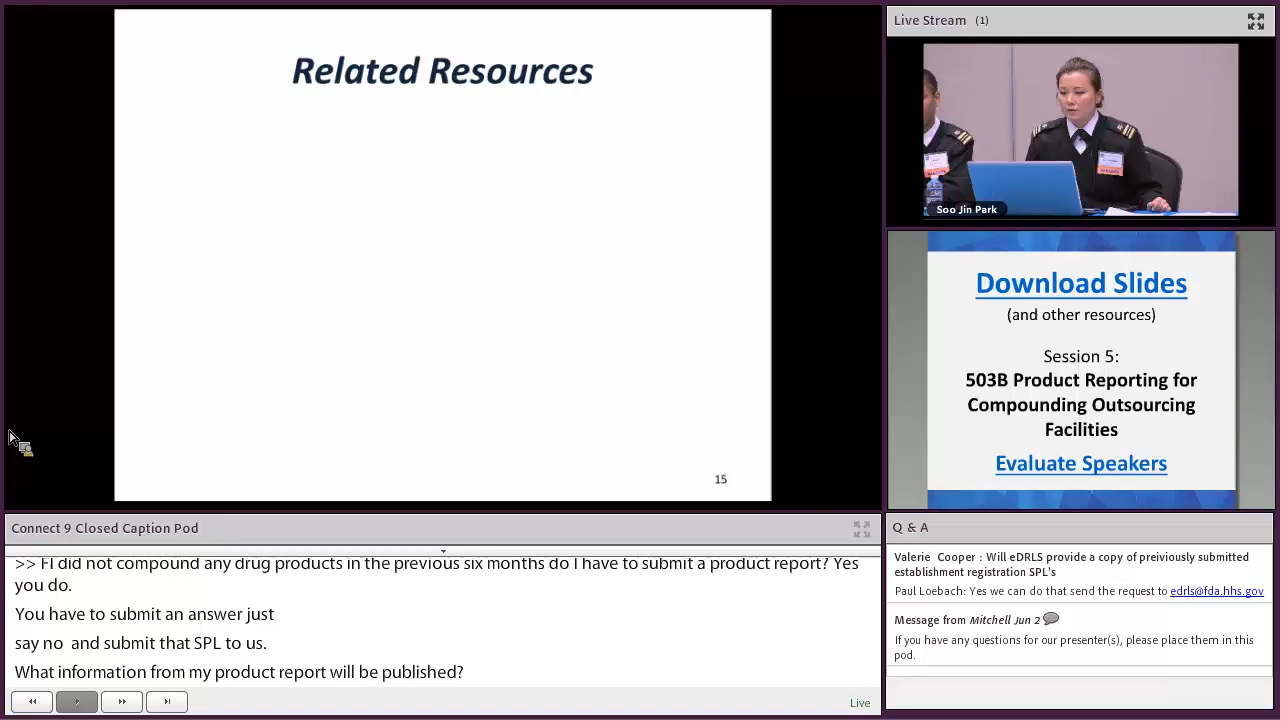 Related Resources
15
Live Stream (1)
Soo Jin Park
Download Slides
(and other resources)
Session 5:
503B Product Reporting for
Compounding Outsourcing
Facilities
Evaluate Speakers
Connect 9 Closed Caption Pod
>> FI did not compound any drug products in the previous six months do I have to submit a product report? Yes
you do.
You have to submit an answer just
say no and submit that SPL to us.
What information from my product report will be published?
Live
Q & A
Valerie Cooper : Will eDRLS provide a copy of preiviously submitted
establishment registration SPL's
Paul Loebach: Yes we can do that send the request to edrls@fda.hhs.gov
Message from Mitchell Jun 2
If you have any questions for our presenter(s), please place them in this
pod.